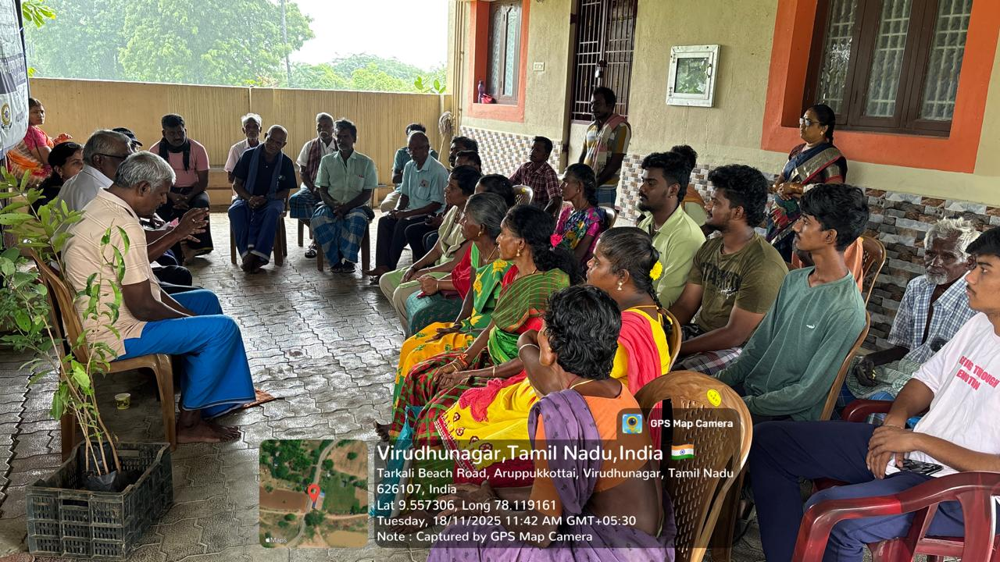 GPS Map Camera
Virudhunagar,Tamil Nadu,India
Tarkali Beach Road, Aruppukkottai, Virudhunagar, Tamil Nadu
626107, India
Lat 9.557306, Long 78.119161
Tuesday, 18/11/2025 11:42 AM GMT+05:30
Note : Captured by GPS Map Camera
Maps